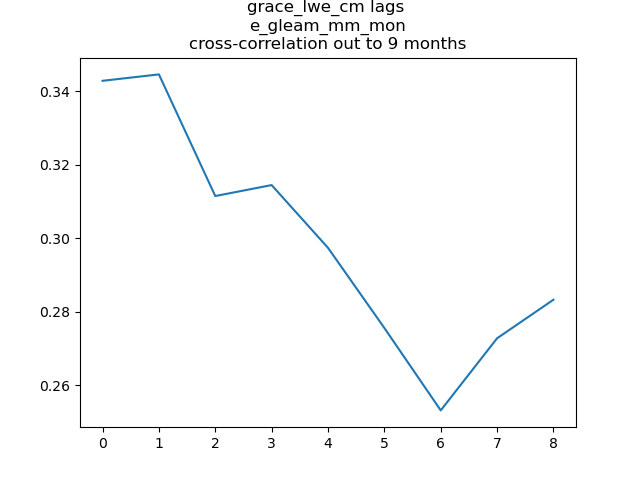 grace_lwe_cm lags
e_gleam_mm_mon
cross-correlation out to 9 months
0.34
0.32
0.30
0.28
0.26
0 1 2 3 4 5 6 7 8